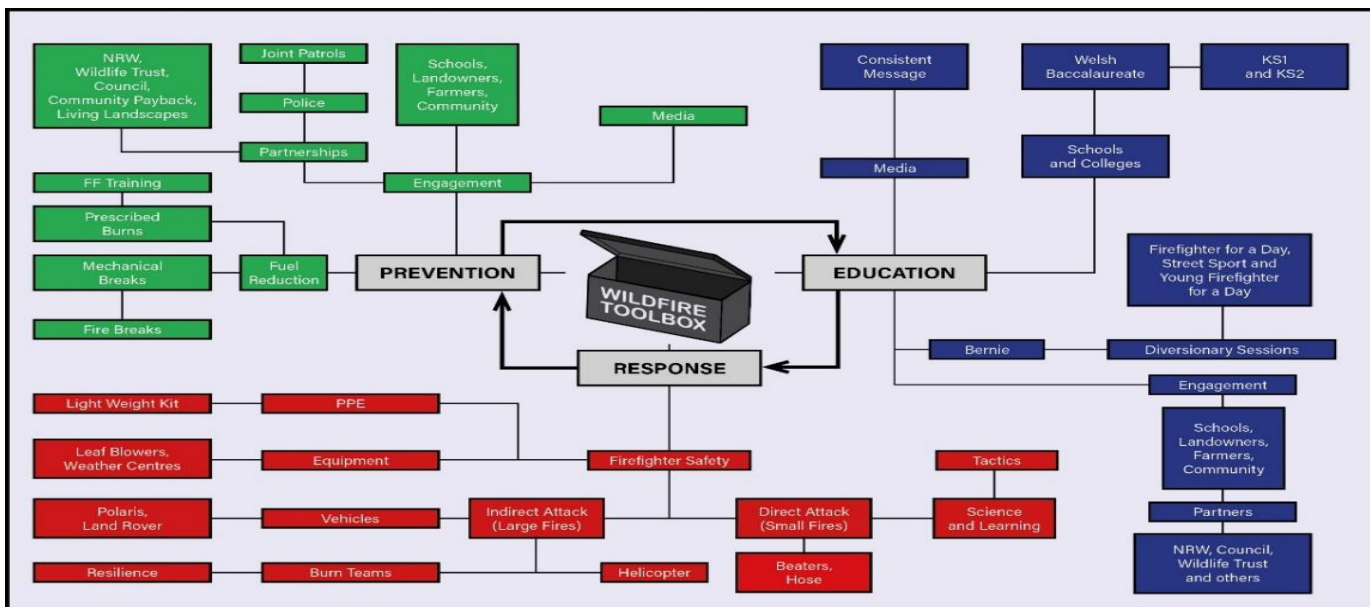 NRW,
Wildlife Trust,
Council,
Community Payback,
Living Landscapes
Joint Patrols
Police
Partnerships
Schools,
Landowners,
Farmers,
Community
Media
Engagement
FF Training
Prescribed
Burns
Mechanical
Breaks
Fuel
Reduction
Fire Breaks
PREVENTION
WILDFIRE
TOOLBOX
EDUCATION
RESPONSE
Consistent
Message
Media
Welsh
Baccalaureate
KS1
and KS2
Schools
and Colleges
Firefighter for a Day,
Street Sport and
Young Firefighter
for a Day
Bernie
Diversionary Sessions
Engagement
Schools,
Landowners,
Farmers,
Community
Partners
NRW, Council,
Wildlife Trust
and others
Light Weight Kit
PPE
Leaf Blowers,
Weather Centres
Equipment
Firefighter Safety
Tactics
Polaris,
Land Rover
Vehicles
Indirect Attack
(Large Fires)
Direct Attack
(Small Fires)
Science
and Learning
Resilience
Burn Teams
Helicopter
Beaters,
Hose